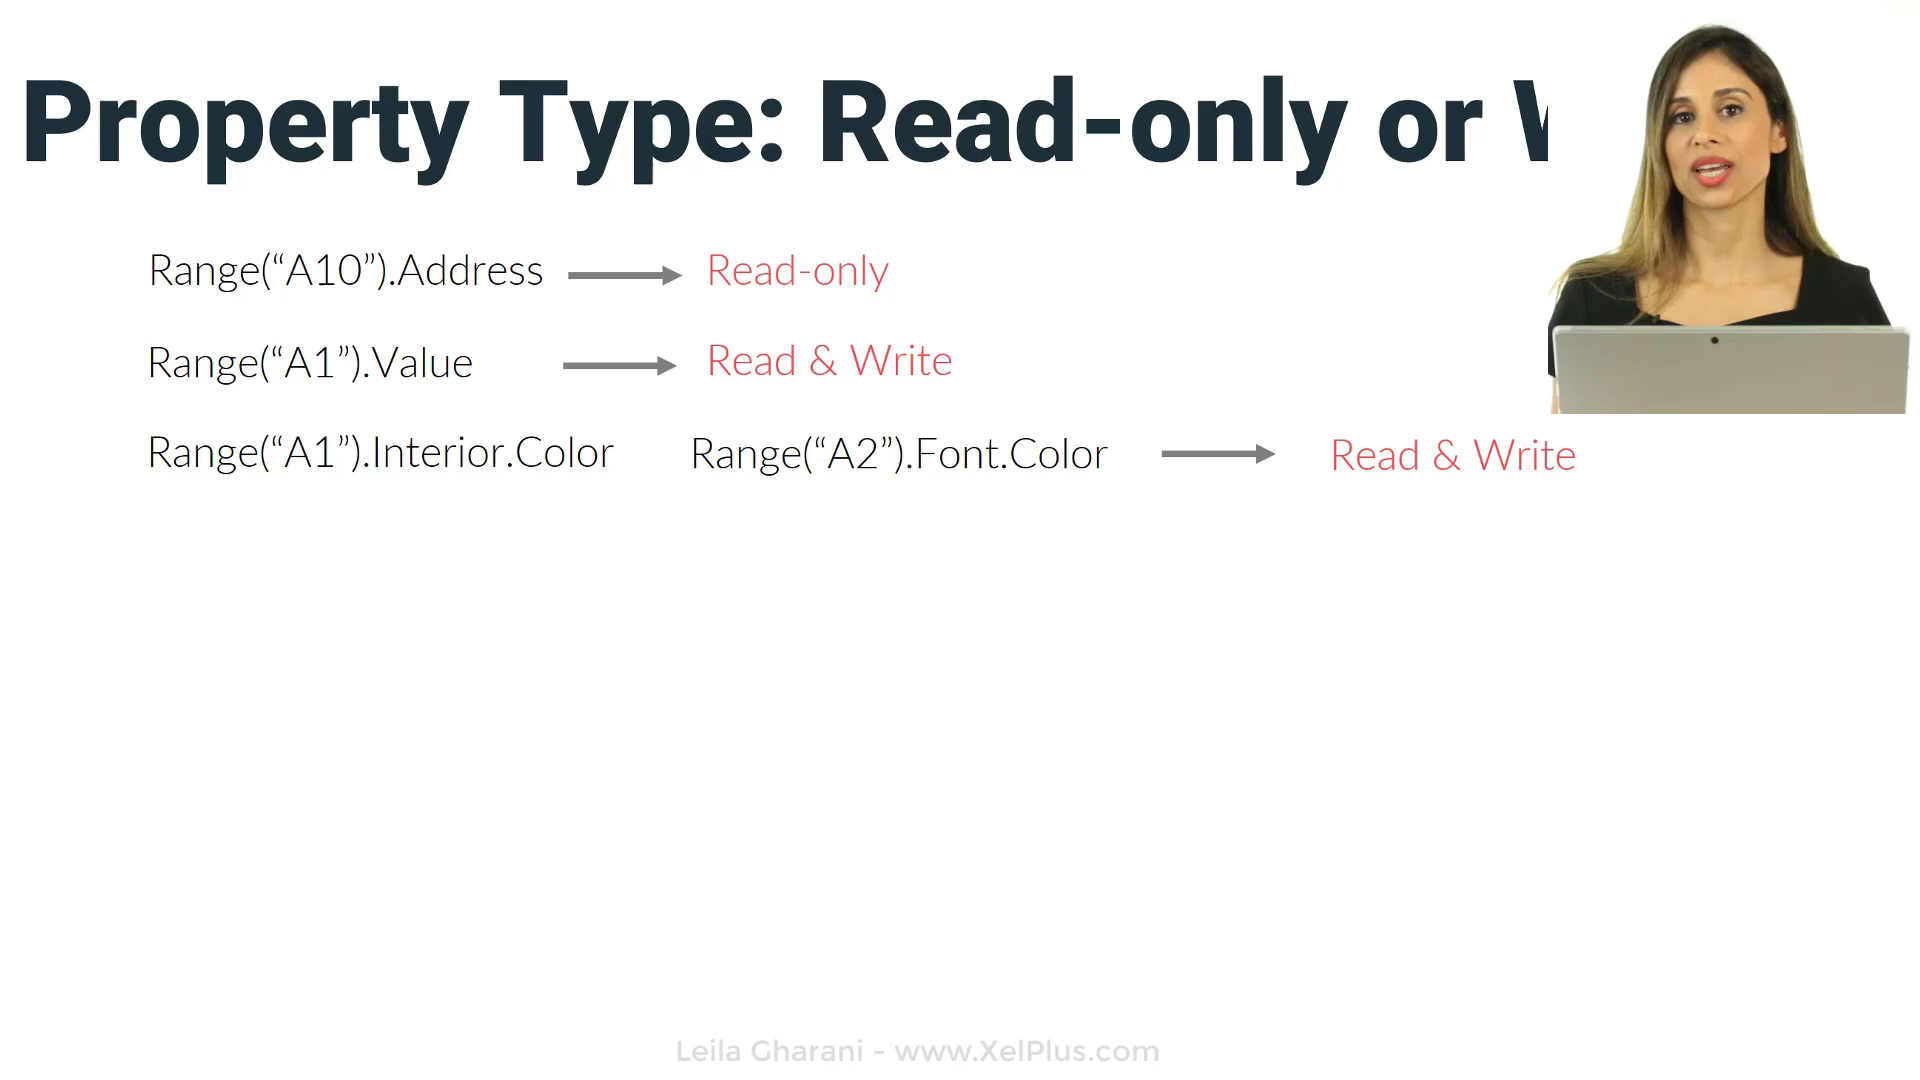 Property Type: Read-only or
Range(“A10”).Address Read-only
Range(“A1”).Value Read & Write
Range(“A1”).Interior.Color Range(“A2”).Font.Color Read & Write
Leila Gharani - www.XelPlus.com